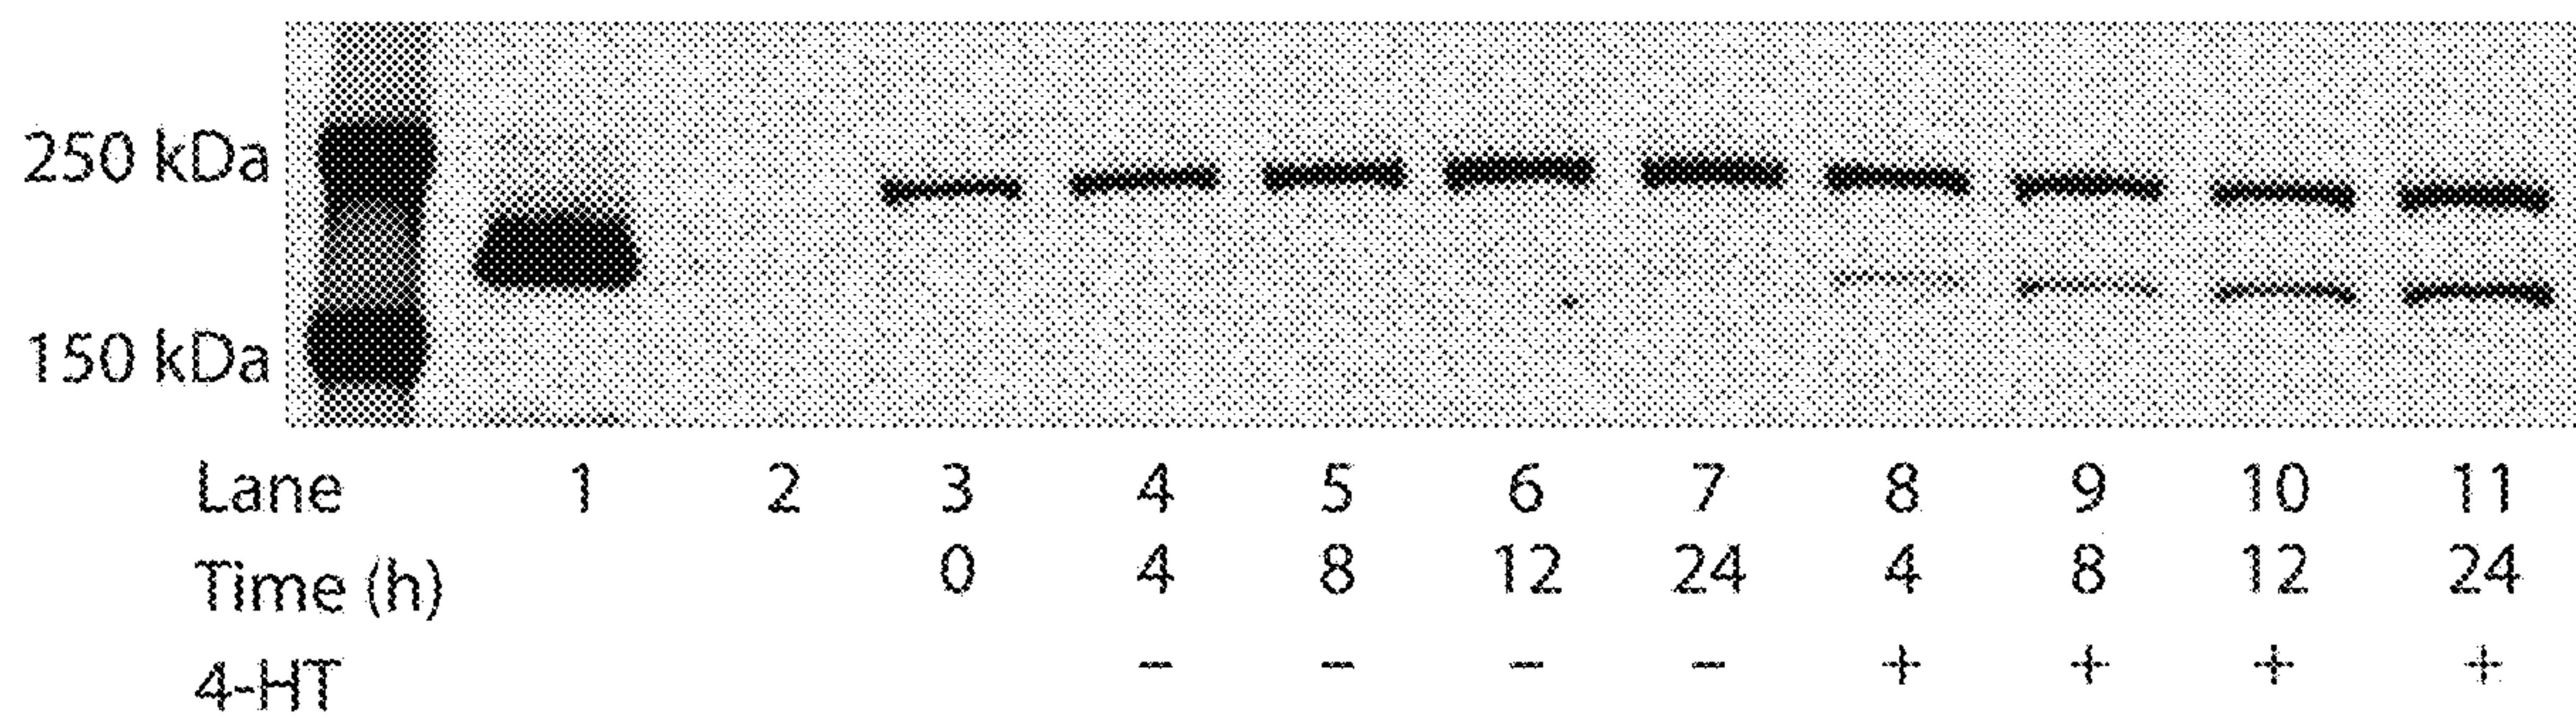 250 kDa
150 kDa
Lane 1 2 3 4 5 6 7 8 9 10 11
Time (h) 0 4 8 12 24 4 8 12 24
4-HT - - - - + + + +